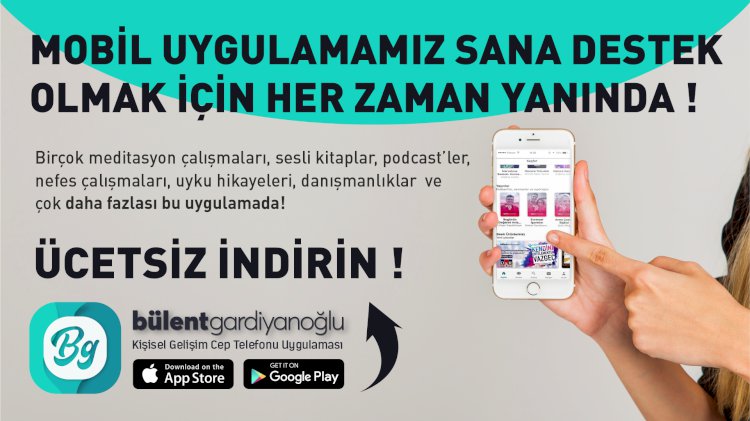 MOBİL UYGULAMAMIZ SANA DESTEK
OLMAK İÇİN HER ZAMAN YANINDA !
Birçok meditasyon çalışmaları, sesli kitaplar, podcast'ler,
nefes çalışmaları, uyku hikayeleri, danışmanlıklar ve
çok daha fazlası bu uygulamada!
ÜCETSİZ İNDİRİN !
Bg
bülentgardiyanoğlu
Kişisel Gelişim Cep Telefonu Uygulaması
Download on the
App Store
GET IT ON
Google Play
KENDİN
VAZGEÇ